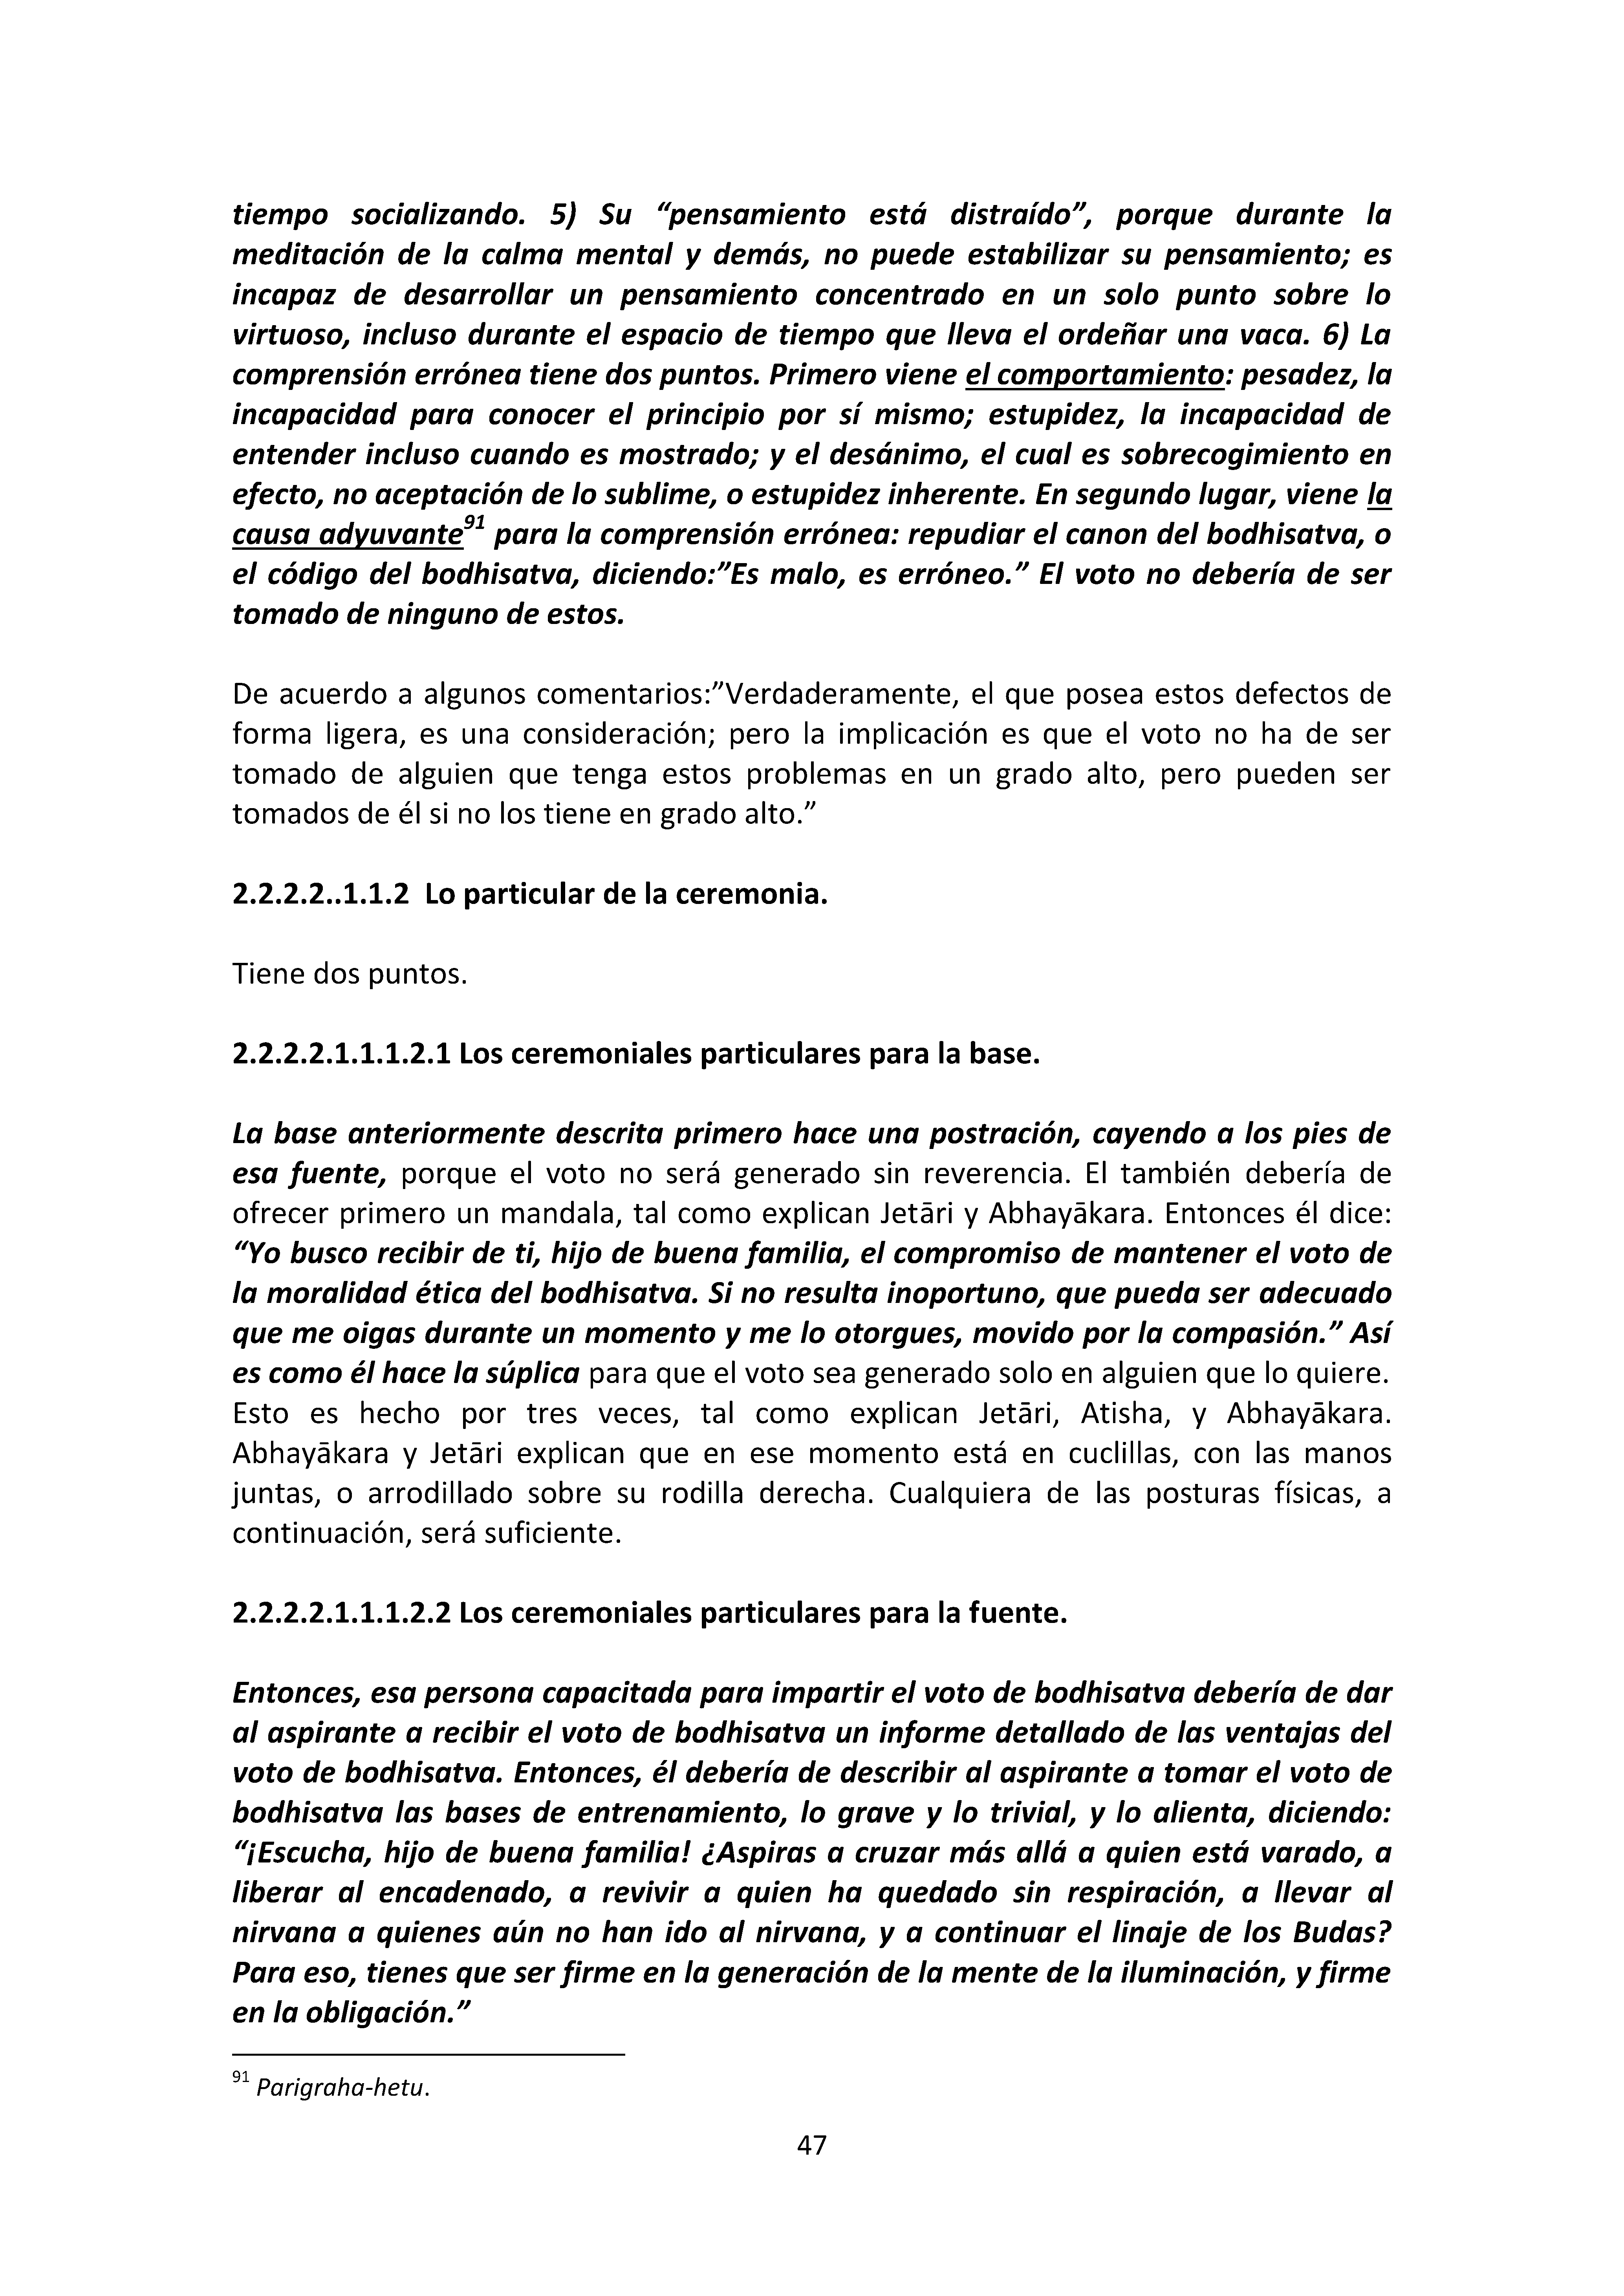 tiempo socializando. 5) Su “pensamiento está distraído”, porque durante la
meditación de la calma mental y demás, no puede estabilizar su pensamiento; es
incapaz de desarrollar un pensamiento concentrado en un solo punto sobre lo
virtuoso, incluso durante el espacio de tiempo que lleva el ordeñar una vaca. 6) La
comprensión errónea tiene dos puntos. Primero viene el comportamiento: pesadez, la
incapacidad para conocer el principio por sí mismo; estupidez, la incapacidad de
entender incluso cuando es mostrado; y el desánimo, el cual es sobrecogimiento en
efecto, no aceptación de lo sublime, o estupidez inherente. En segundo lugar, viene la
causa adyuvante91 para la comprensión errónea: repudiar el canon del bodhisatva, o
el código del bodhisatva, diciendo:”Es malo, es erróneo.” El voto no debería de ser
tomado de ninguno de estos.
De acuerdo a algunos comentarios:”Verdaderamente, el que posea estos defectos de
forma ligera, es una consideración; pero la implicación es que el voto no ha de ser
tomado de alguien que tenga estos problemas en un grado alto, pero pueden ser
tomados de él si no los tiene en grado alto.”
2.2.2.2..1.1.2 Lo particular de la ceremonia.
Tiene dos puntos.
2.2.2.2.1.1.1.2.1 Los ceremoniales particulares para la base.
La base anteriormente descrita primero hace una postración, cayendo a los pies de
esa fuente, porque el voto no será generado sin reverencia. El también debería de
ofrecer primero un mandala, tal como explican Jetāri y Abhayākara. Entonces él dice:
“Yo busco recibir de ti, hijo de buena familia, el compromiso de mantener el voto de
la moralidad ética del bodhisatva. Si no resulta inoportuno, que pueda ser adecuado
que me oigas durante un momento y me lo otorgues, movido por la compasión.” Así
es como él hace la súplica para que el voto sea generado solo en alguien que lo quiere.
Esto es hecho por tres veces, tal como explican Jetāri, Atisha, y Abhayākara.
Abhayākara y Jetāri explican que en ese momento está en cuclillas, con las manos
juntas, o arrodillado sobre su rodilla derecha. Cualquiera de las posturas físicas, a
continuación, será suficiente.
2.2.2.2.1.1.1.2.2 Los ceremoniales particulares para la fuente.
Entonces, esa persona capacitada para impartir el voto de bodhisatva debería de dar
al aspirante a recibir el voto de bodhisatva un informe detallado de las ventajas del
voto de bodhisatva. Entonces, él debería de describir al aspirante a tomar el voto de
bodhisatva las bases de entrenamiento, lo grave y lo trivial, y lo alienta, diciendo:
“¡Escucha, hijo de buena familia! ¿Aspiras a cruzar más allá a quien está varado, a
liberar al encadenado, a revivir a quien ha quedado sin respiración, a llevar al
nirvana a quienes aún no han ido al nirvana, y a continuar el linaje de los Budas?
Para eso, tienes que ser firme en la generación de la mente de la iluminación, y firme
en la obligación.”
91 Parigraha-hetu.
47